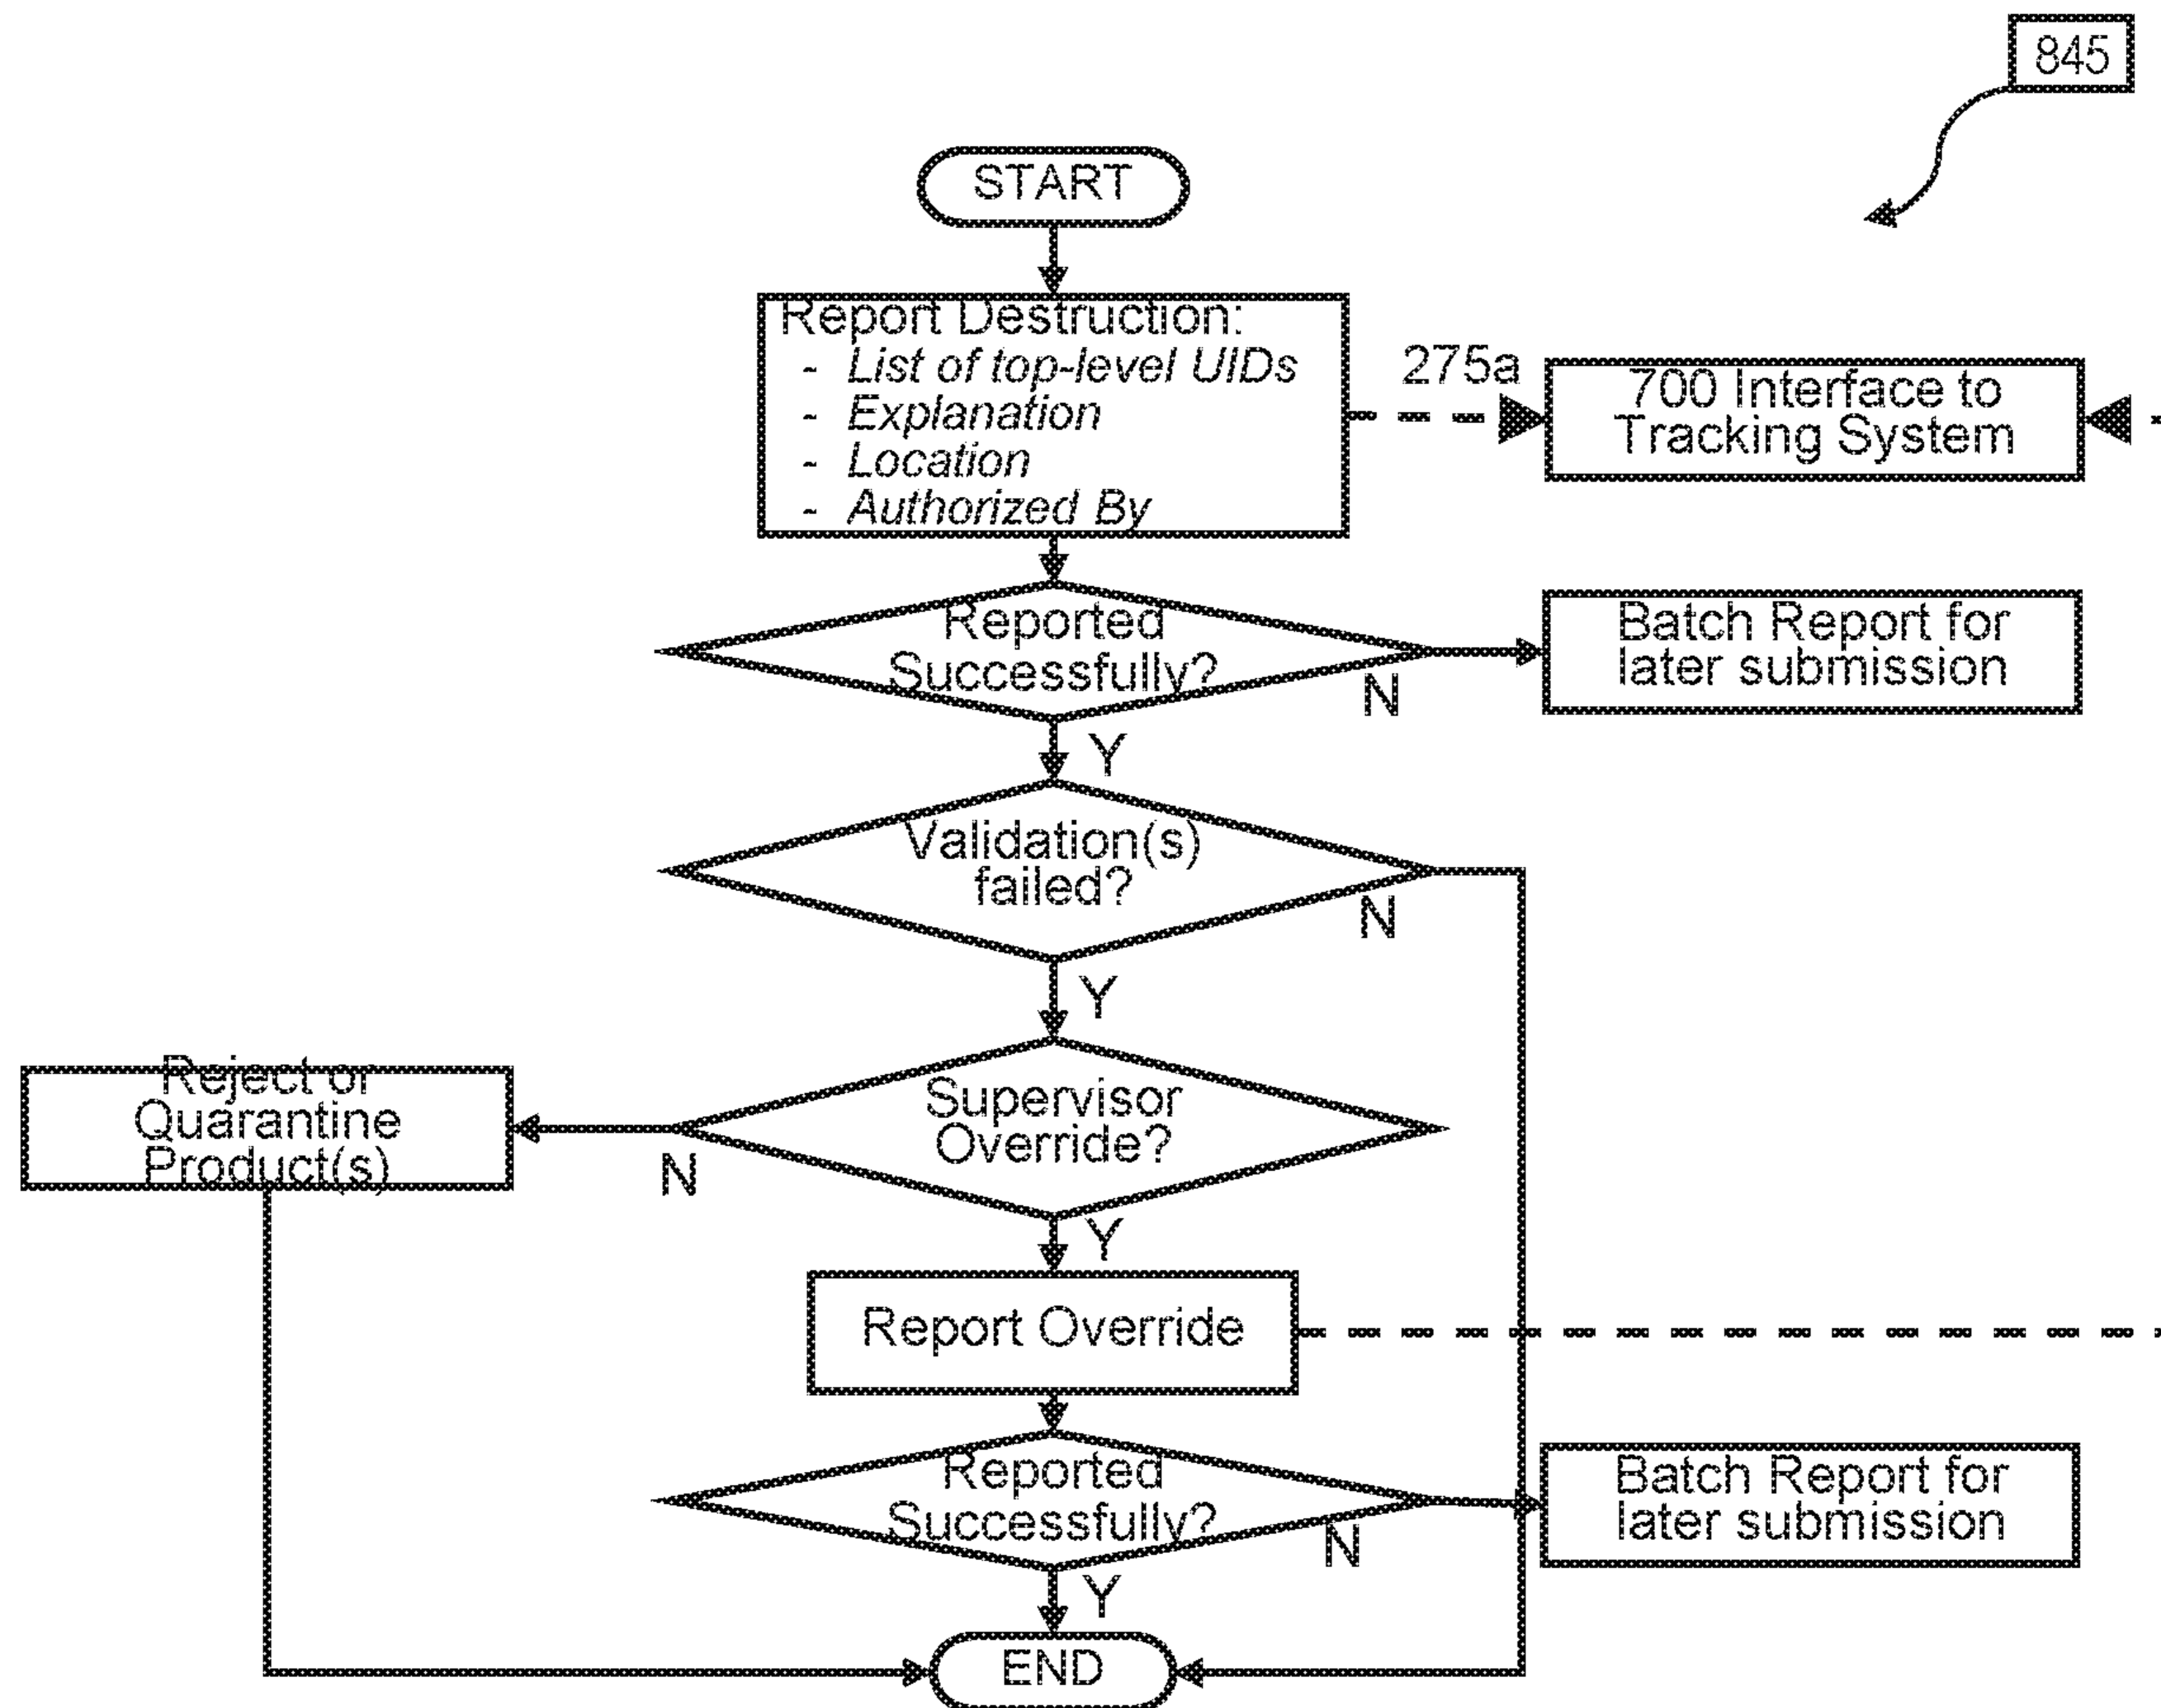 845
START
Report Destruction:
- List of top-level UIDs
- Explanation
- Location
- Authorized By
275a
700 Interface to
Tracking System
Reported
Successfully?
N
Batch Report for
later submission
Y
Validation(s)
failed?
N
Y
Supervisor
Override?
Reject or
Quarantine
Product(s)
N
Y
Report Override
Reported
Successfully?
N
Batch Report for
later submission
Y
END